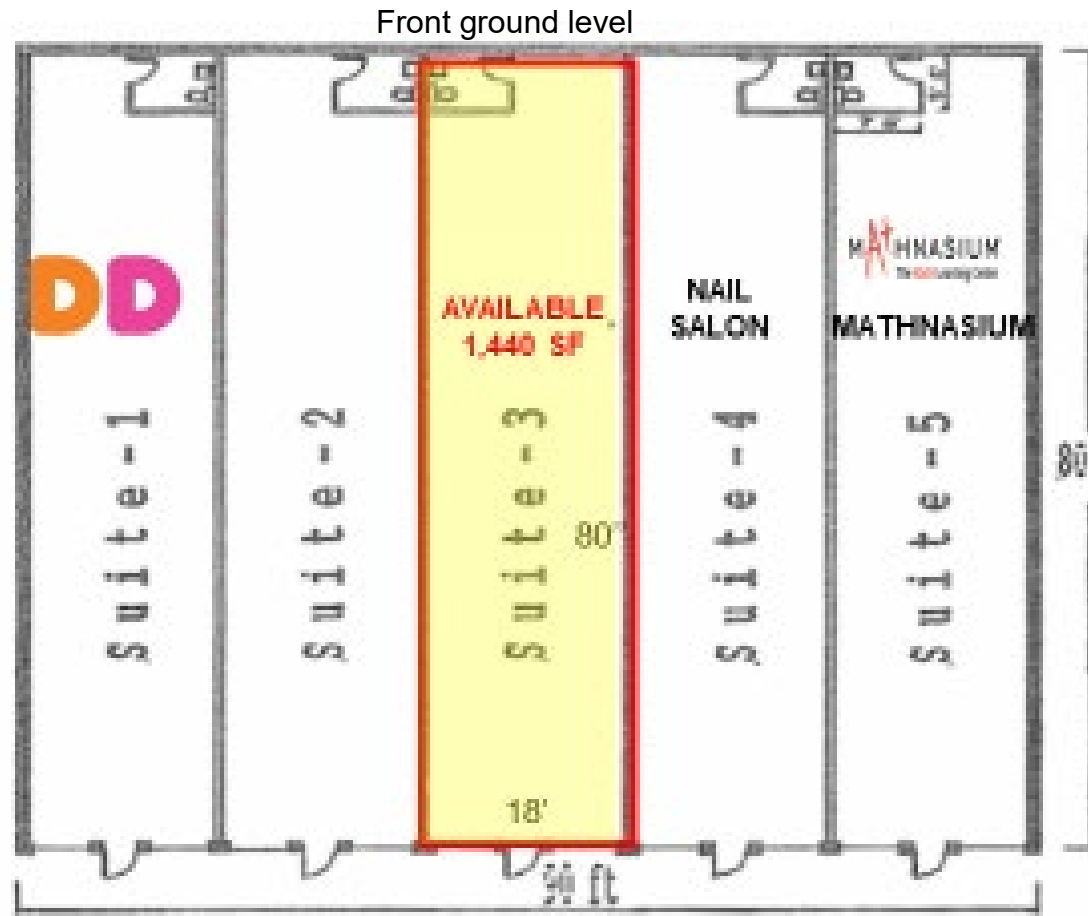 Front ground level
DD
MATHNASIUM
AVAILABLE
1,440 SF
NAIL
SALON
MATHNASIUM
suite-1
suite-2
suite-3
suite-4
suite-5
80'
18'
90 ft